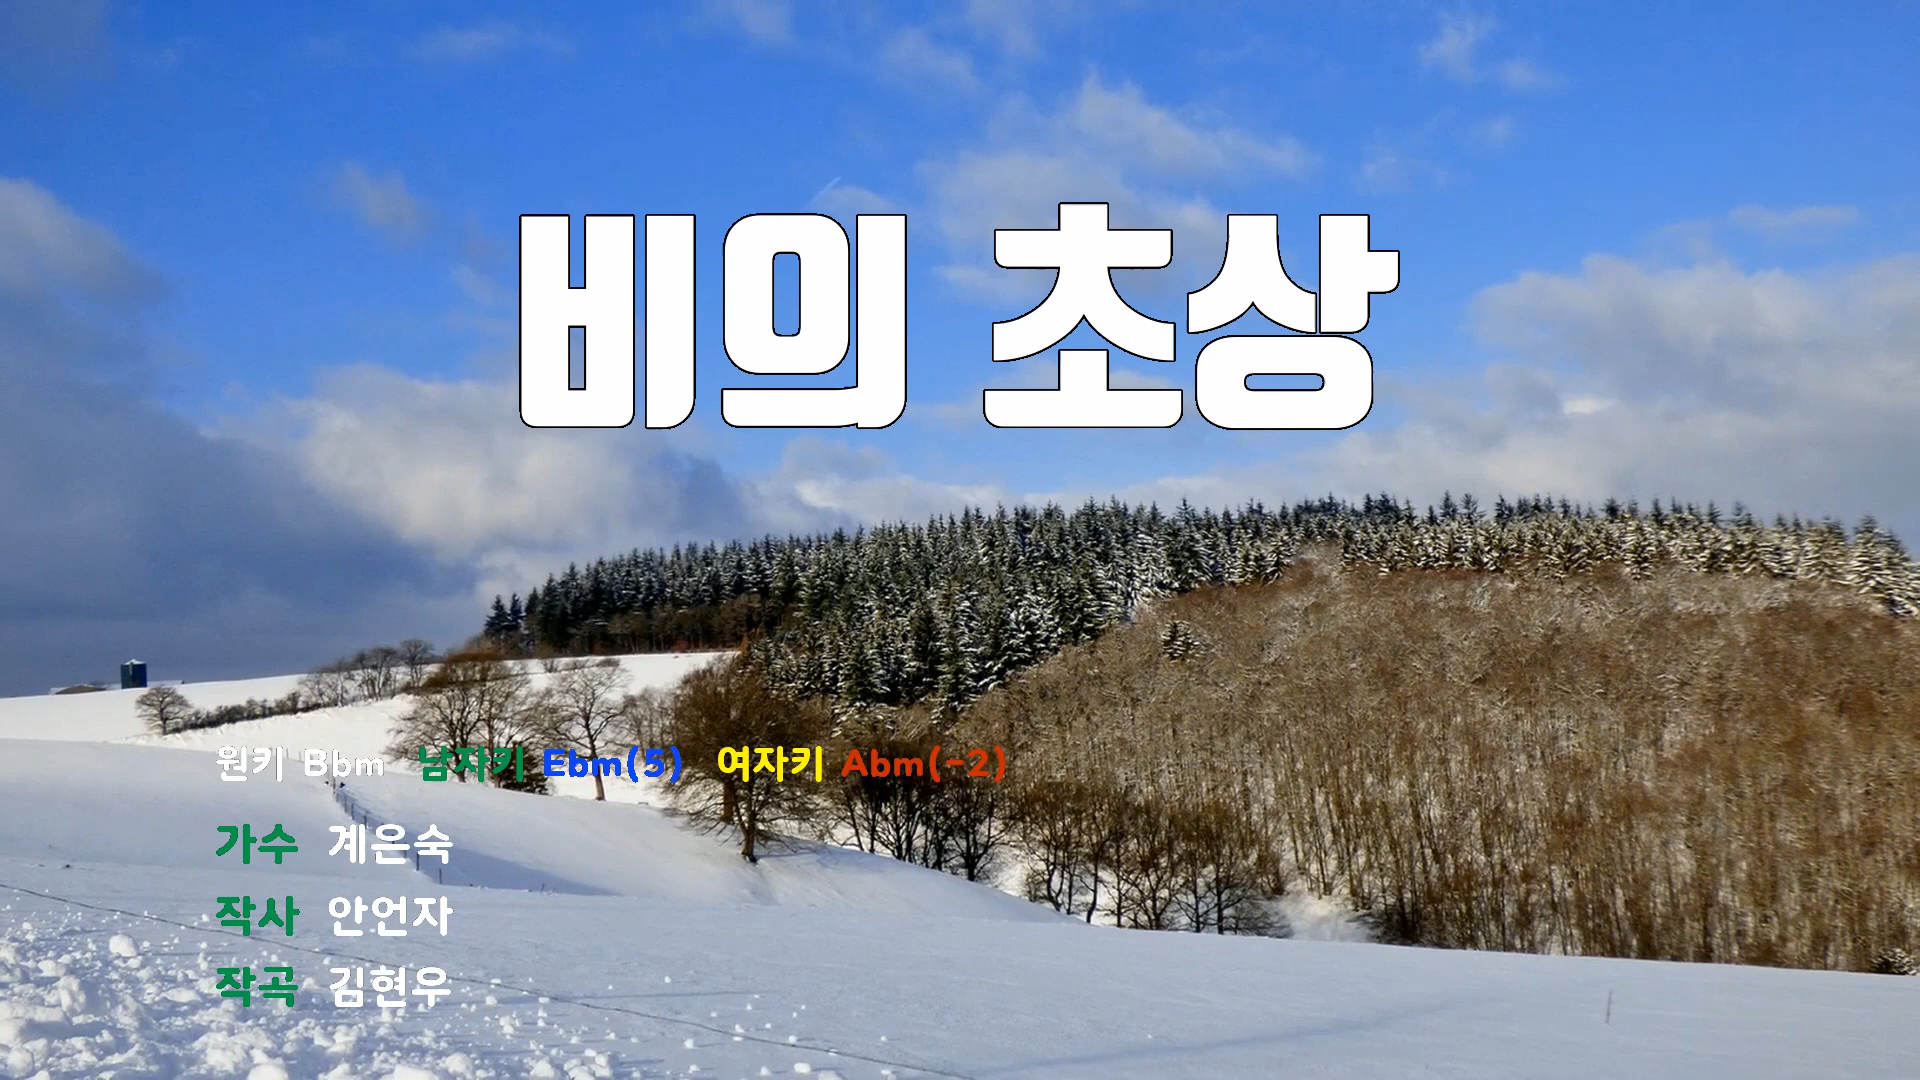 비의 초상
원키 Bbm 남자키 Ebm(5) 여자키 Abm(-2)
가수 계은숙
작사 안언자
작곡 김현우